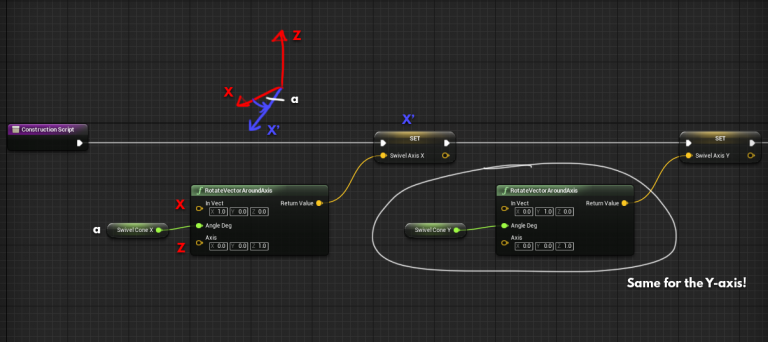 Z
X
a
X'
X'
Construction Script
SET
SET
Swivel Axis X
Swivel Axis Y
RotateVectorAroundAxis
RotateVectorAroundAxis
X
In Vect
Return Value
X 1.0 Y 0.0 Z 0.0
In Vect
Return Value
X 0.0 Y 1.0 Z 0.0
a
Swivel Cone X
Angle Deg
Swivel Cone Y
Angle Deg
Z
Axis
X 0.0 Y 0.0 Z 1.0
Axis
X 0.0 Y 0.0 Z 1.0
Same for the Y-axis!